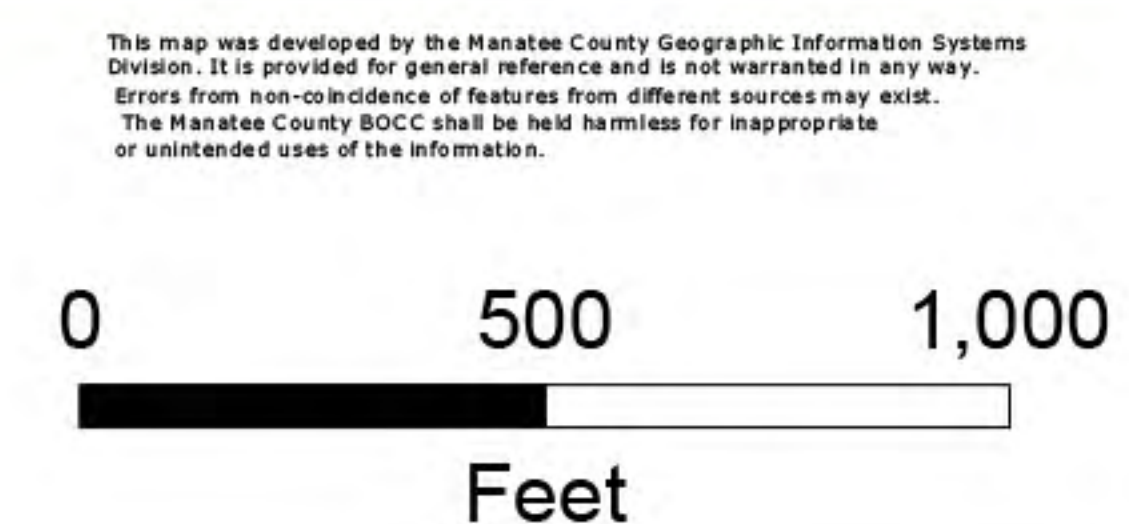 This map was developed by the Manatee County Geographic Information Systems
Division. It is provided for general reference and is not warranted in any way.
Errors from non-coincidence of features from different sources may exist.
The Manatee County BOCC shall be held harmless for inappropriate
or unintended uses of the information.
0 500 1,000
Feet